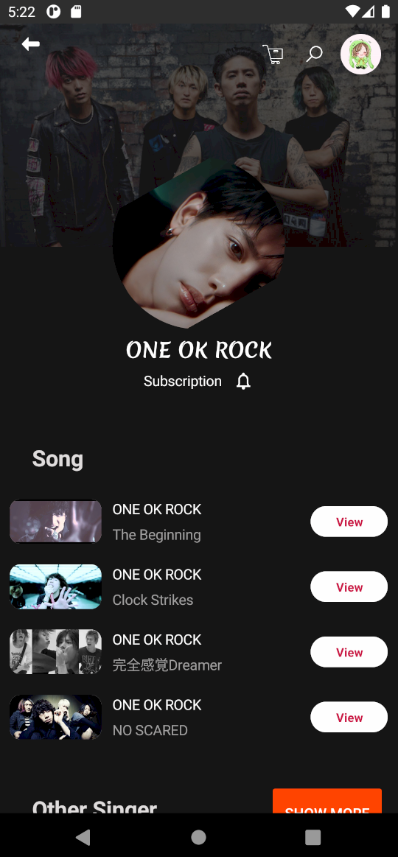 5:22
ONE OK ROCK
Subscription
Song
ONE OK ROCK
The Beginning
View
ONE OK ROCK
Clock Strikes
View
ONE OK ROCK
完全感覚Dreamer
View
ONE OK ROCK
NO SCARED
View
Other Singer
SHOW MORE